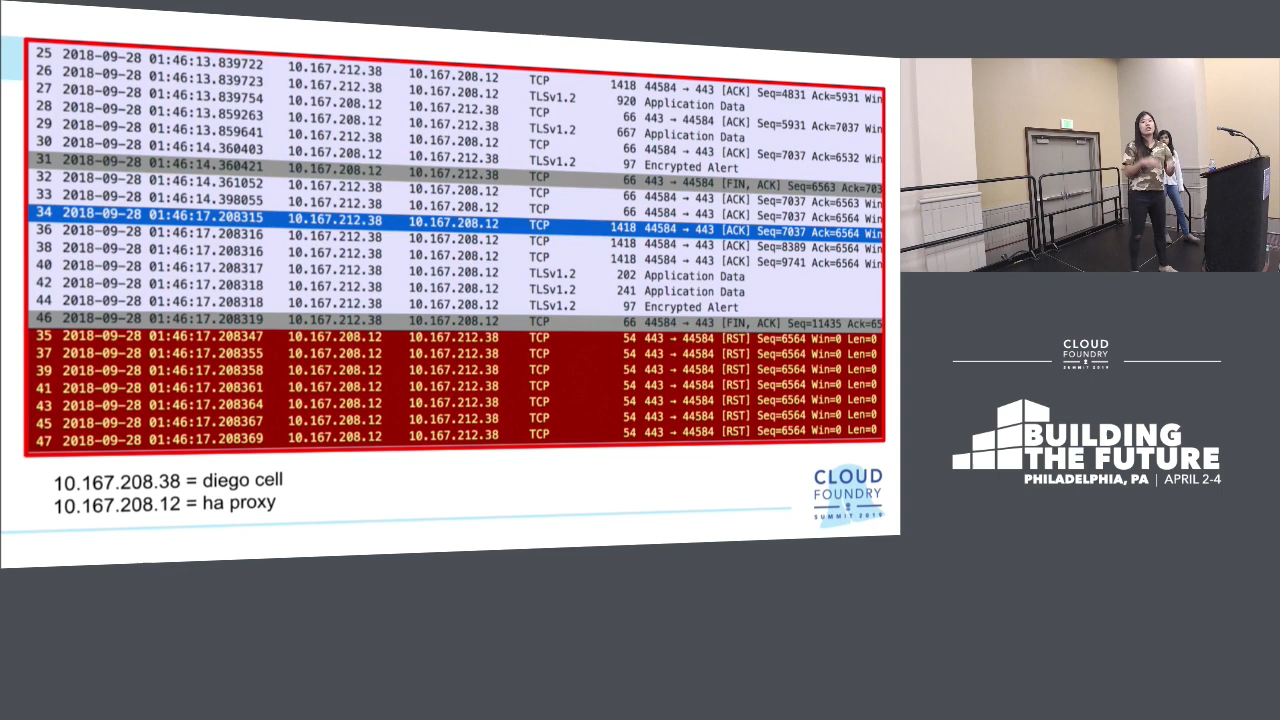 25 2018-09-28 01:46:13.839722 10.167.212.38 10.167.208.12 TCP 1418 44584 → 443 [ACK] Seq=4831 Ack=5931 Win
26 2018-09-28 01:46:13.839723 10.167.212.38 10.167.208.12 TLSv1.2 920 Application Data
27 2018-09-28 01:46:13.839754 10.167.208.12 10.167.212.38 TCP 66 443 → 44584 [ACK] Seq=5931 Ack=7037 Win
28 2018-09-28 01:46:13.859263 10.167.208.12 10.167.212.38 TLSv1.2 667 Application Data
29 2018-09-28 01:46:13.859641 10.167.212.38 10.167.208.12 TCP 66 44584 → 443 [ACK] Seq=7037 Ack=6532 Win
30 2018-09-28 01:46:14.360403 10.167.208.12 10.167.212.38 TLSv1.2 97 Encrypted Alert
31 2018-09-28 01:46:14.360421 10.167.208.12 10.167.212.38 TCP 66 443 → 44584 [FIN, ACK] Seq=6563 Ack=703
32 2018-09-28 01:46:14.361052 10.167.212.38 10.167.208.12 TCP 66 44584 → 443 [ACK] Seq=7037 Ack=6563 Win
33 2018-09-28 01:46:14.398055 10.167.212.38 10.167.208.12 TCP 66 44584 → 443 [ACK] Seq=7037 Ack=6564 Win
34 2018-09-28 01:46:17.208315 10.167.212.38 10.167.208.12 TCP 1418 44584 → 443 [ACK] Seq=7037 Ack=6564 Win
36 2018-09-28 01:46:17.208316 10.167.212.38 10.167.208.12 TCP 1418 44584 → 443 [ACK] Seq=8389 Ack=6564 Win
38 2018-09-28 01:46:17.208316 10.167.212.38 10.167.208.12 TCP 1418 44584 → 443 [ACK] Seq=9741 Ack=6564 Win
40 2018-09-28 01:46:17.208317 10.167.212.38 10.167.208.12 TLSv1.2 202 Application Data
42 2018-09-28 01:46:17.208318 10.167.212.38 10.167.208.12 TLSv1.2 241 Application Data
44 2018-09-28 01:46:17.208318 10.167.212.38 10.167.208.12 TLSv1.2 97 Encrypted Alert
46 2018-09-28 01:46:17.208319 10.167.212.38 10.167.208.12 TCP 66 44584 → 443 [FIN, ACK] Seq=11435 Ack=65
35 2018-09-28 01:46:17.208347 10.167.208.12 10.167.212.38 TCP 54 443 → 44584 [RST] Seq=6564 Win=0 Len=0
37 2018-09-28 01:46:17.208355 10.167.208.12 10.167.212.38 TCP 54 443 → 44584 [RST] Seq=6564 Win=0 Len=0
39 2018-09-28 01:46:17.208358 10.167.208.12 10.167.212.38 TCP 54 443 → 44584 [RST] Seq=6564 Win=0 Len=0
41 2018-09-28 01:46:17.208361 10.167.208.12 10.167.212.38 TCP 54 443 → 44584 [RST] Seq=6564 Win=0 Len=0
43 2018-09-28 01:46:17.208364 10.167.208.12 10.167.212.38 TCP 54 443 → 44584 [RST] Seq=6564 Win=0 Len=0
45 2018-09-28 01:46:17.208367 10.167.208.12 10.167.212.38 TCP 54 443 → 44584 [RST] Seq=6564 Win=0 Len=0
47 2018-09-28 01:46:17.208369 10.167.208.12 10.167.212.38 TCP 54 443 → 44584 [RST] Seq=6564 Win=0 Len=0
10.167.208.38 = diego cell
10.167.208.12 = ha proxy
CLOUD
FOUNDRY
SUMMIT 2019
CLOUD
FOUNDRY
SUMMIT 2019
BUILDING
THE FUTURE
PHILADELPHIA, PA | APRIL 2-4